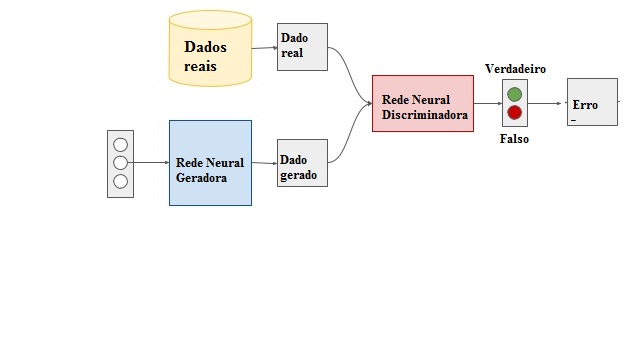 Dados
reais
Dado
real
Verdadeiro
Rede Neural
Discriminadora
Erro
Falso
Rede Neural
Geradora
Dado
gerado